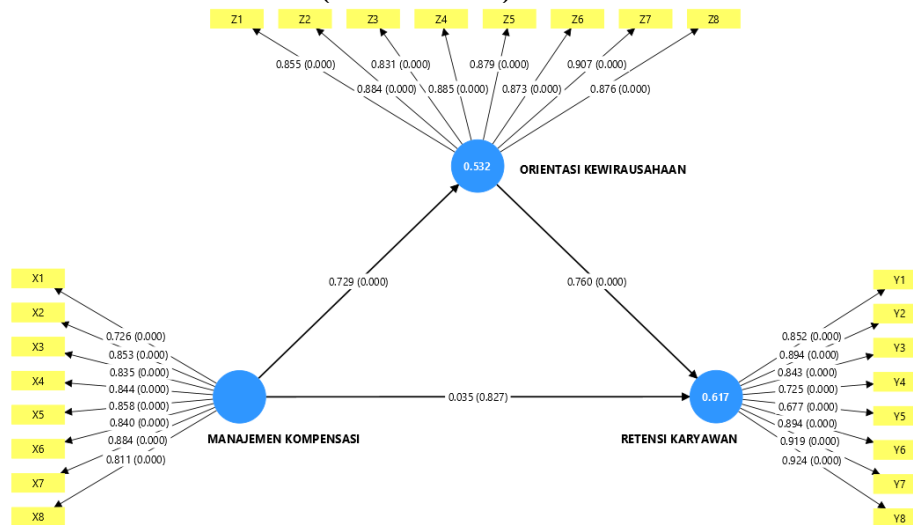 Z1 Z2 Z3 Z4 Z5 Z6 Z7 Z8
0.855 (0.000) 0.831 (0.000) 0.879 (0.000) 0.907 (0.000)
0.884 (0.000) 0.885 (0.000) 0.873 (0.000) 0.876 (0.000)
0.532
ORIENTASI KEWIRAUSAHAAN
0.729 (0.000) 0.760 (0.000)
X1
X2
X3
X4
X5
X6
X7
X8
0.726 (0.000)
0.853 (0.000)
0.835 (0.000)
0.844 (0.000)
0.858 (0.000)
0.840 (0.000)
0.884 (0.000)
0.811 (0.000)
MANAJEMEN KOMPENSASI
0.035 (0.827)
0.617
RETENSI KARYAWAN
0.852 (0.000)
0.894 (0.000)
0.843 (0.000)
0.725 (0.000)
0.677 (0.000)
0.894 (0.000)
0.919 (0.000)
0.924 (0.000)
Y1
Y2
Y3
Y4
Y5
Y6
Y7
Y8